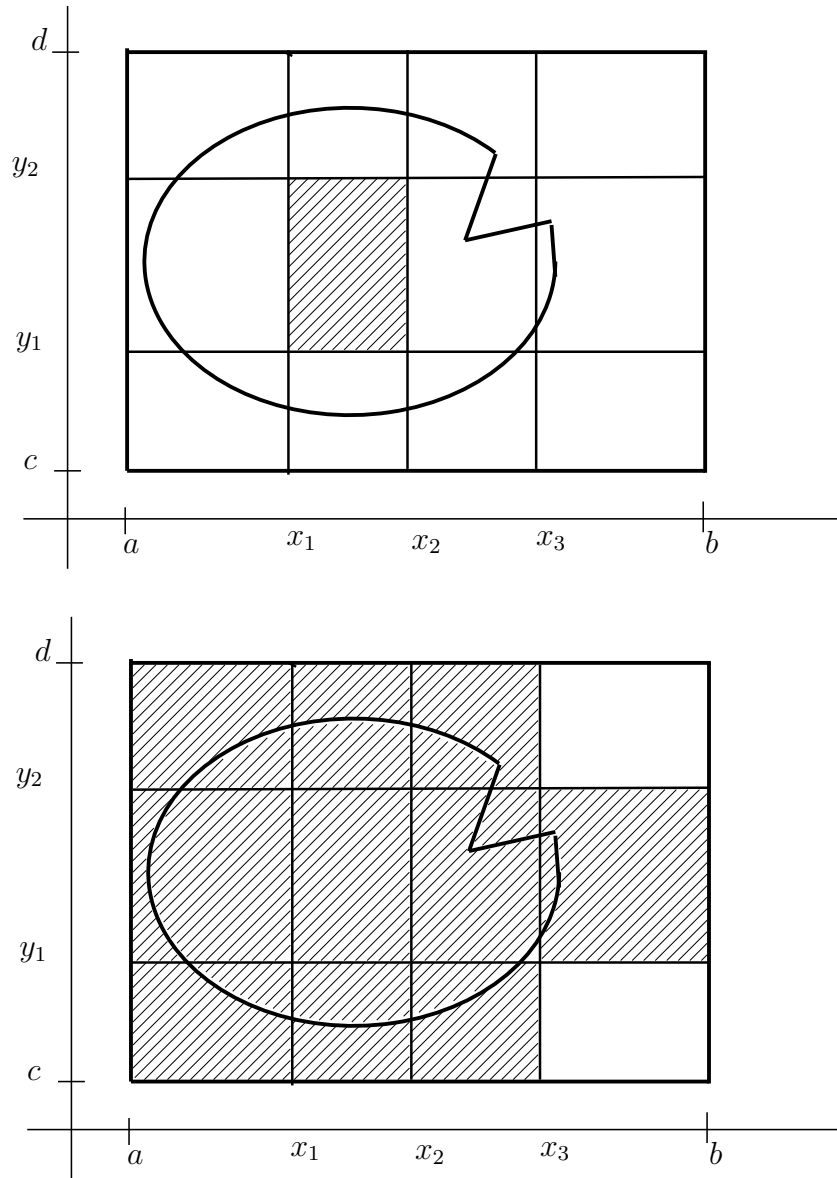 d
y₂
y₁
c
a x₁ x₂ x₃ b
d
y₂
y₁
c
a x₁ x₂ x₃ b